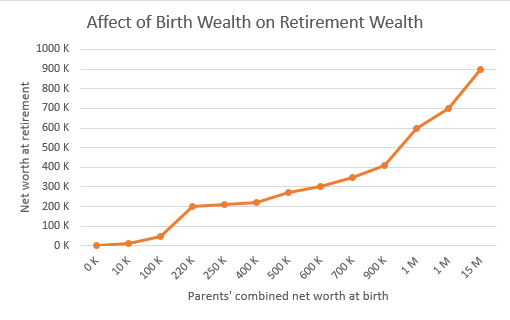 Affect of Birth Wealth on Retirement Wealth
1000 K
900 K
800 K
700 K
600 K
500 K
400 K
300 K
200 K
100 K
0 K
Net worth at retirement
0 K
10 K
100 K
220 K
250 K
400 K
500 K
600 K
700 K
900 K
1 M
1 M
15 M
Parents' combined net worth at birth